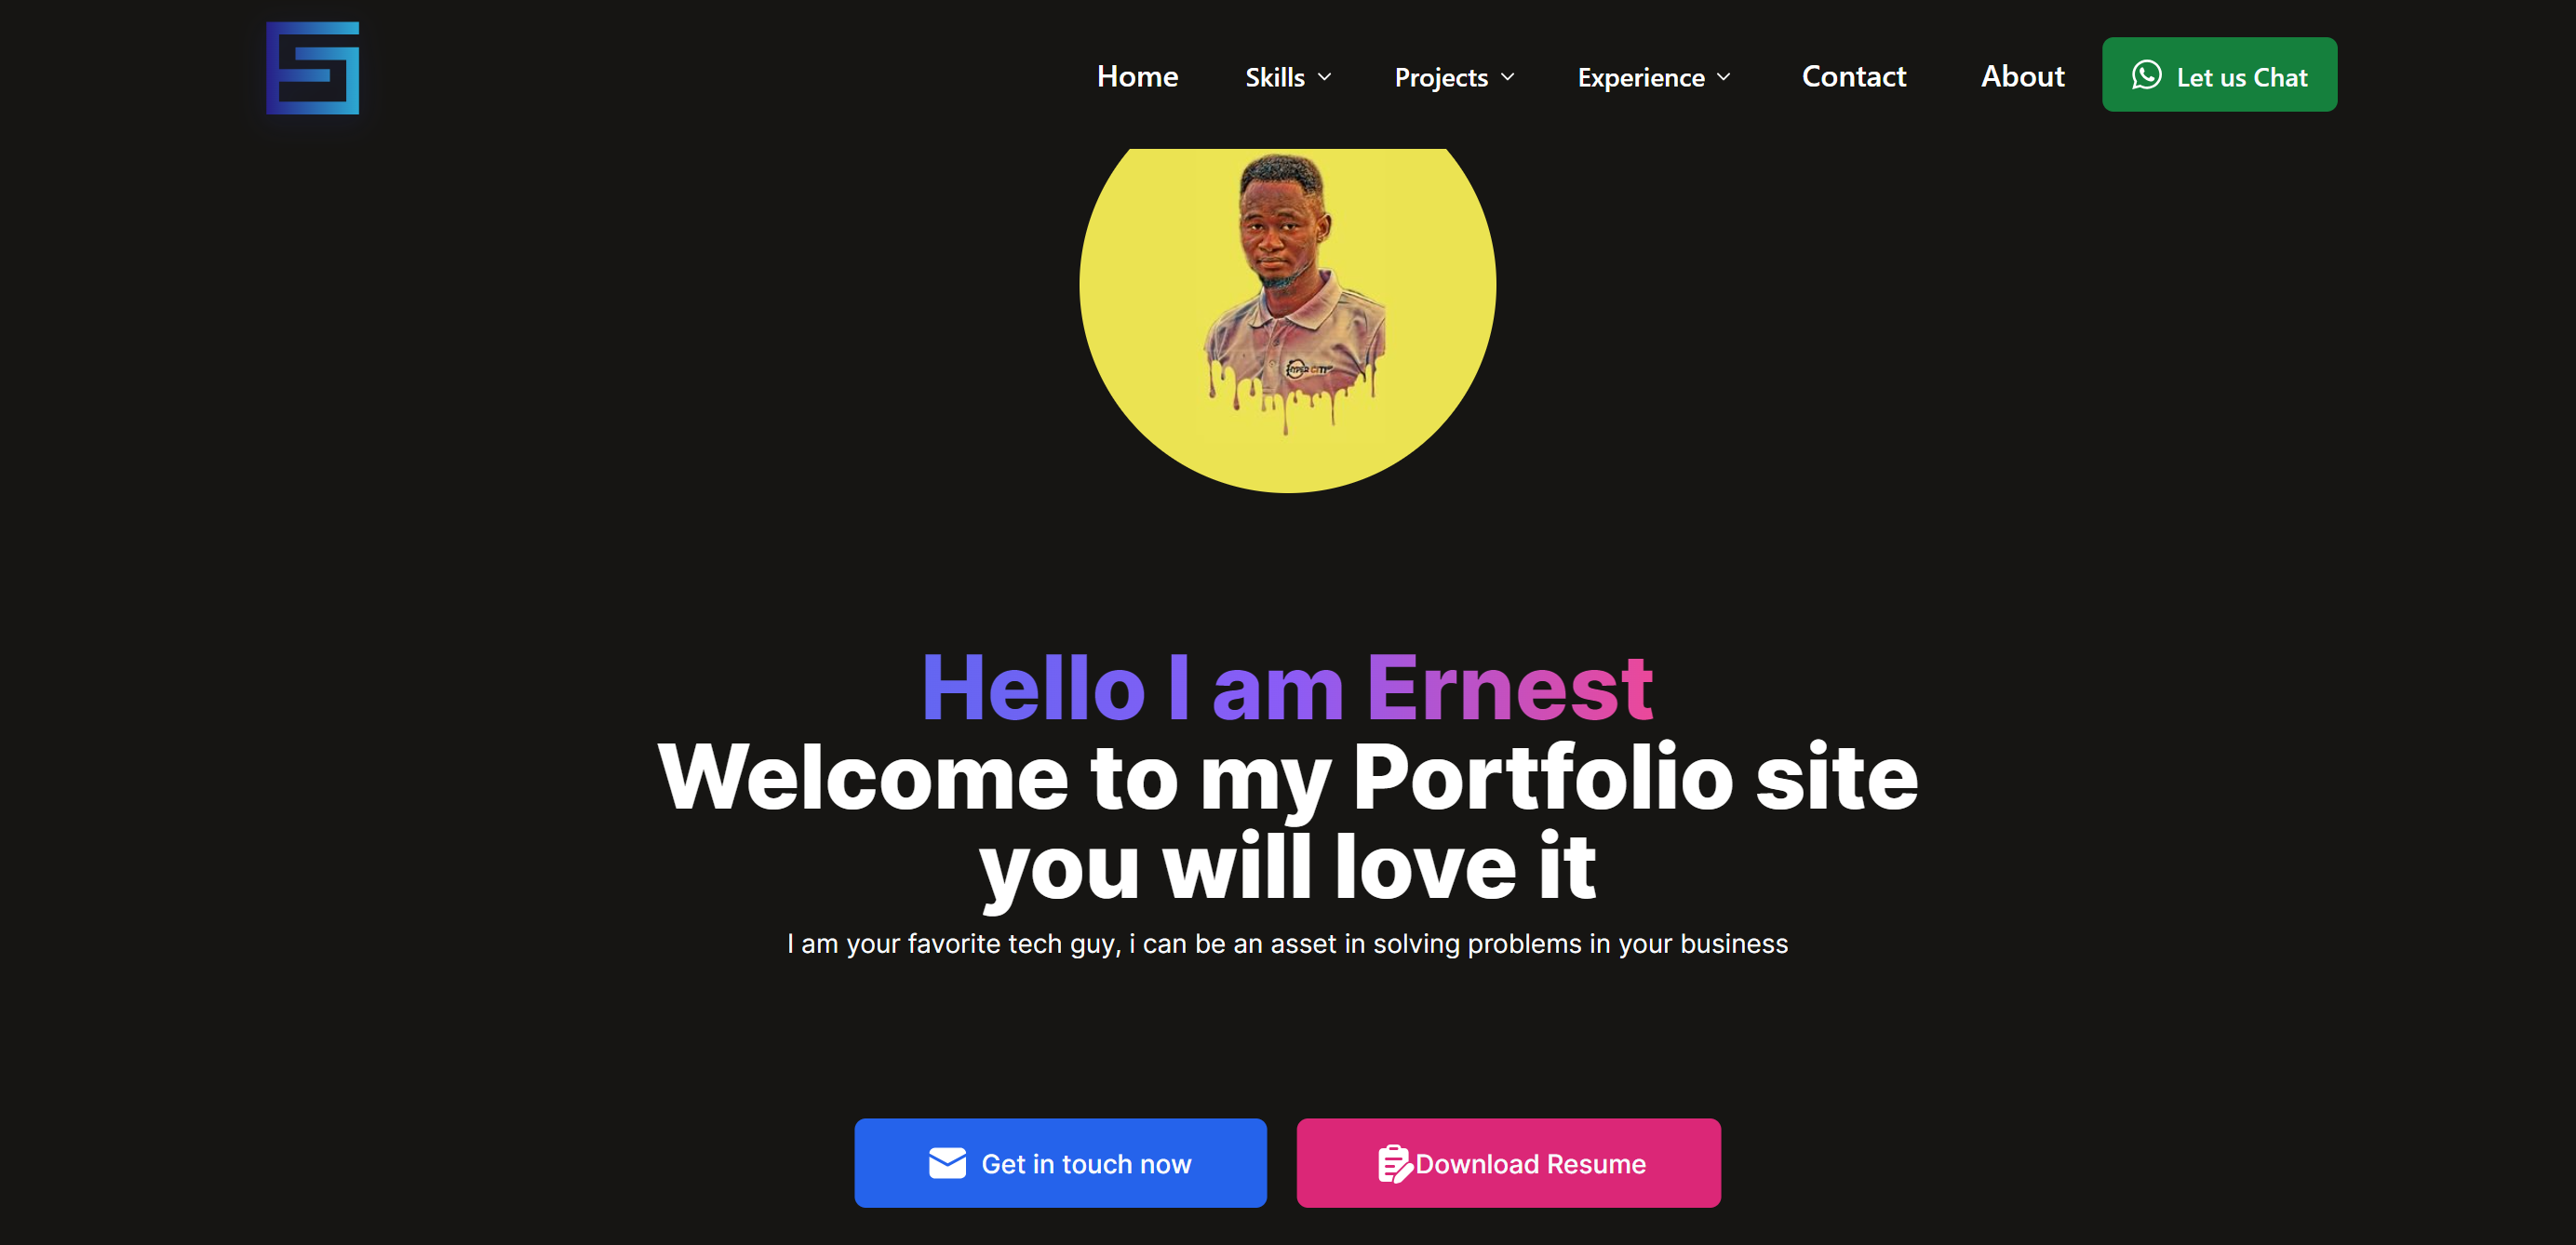 Home Skills Projects Experience Contact About Let us Chat
Hello I am Ernest
Welcome to my Portfolio site
you will love it
I am your favorite tech guy, i can be an asset in solving problems in your business
Get in touch now Download Resume